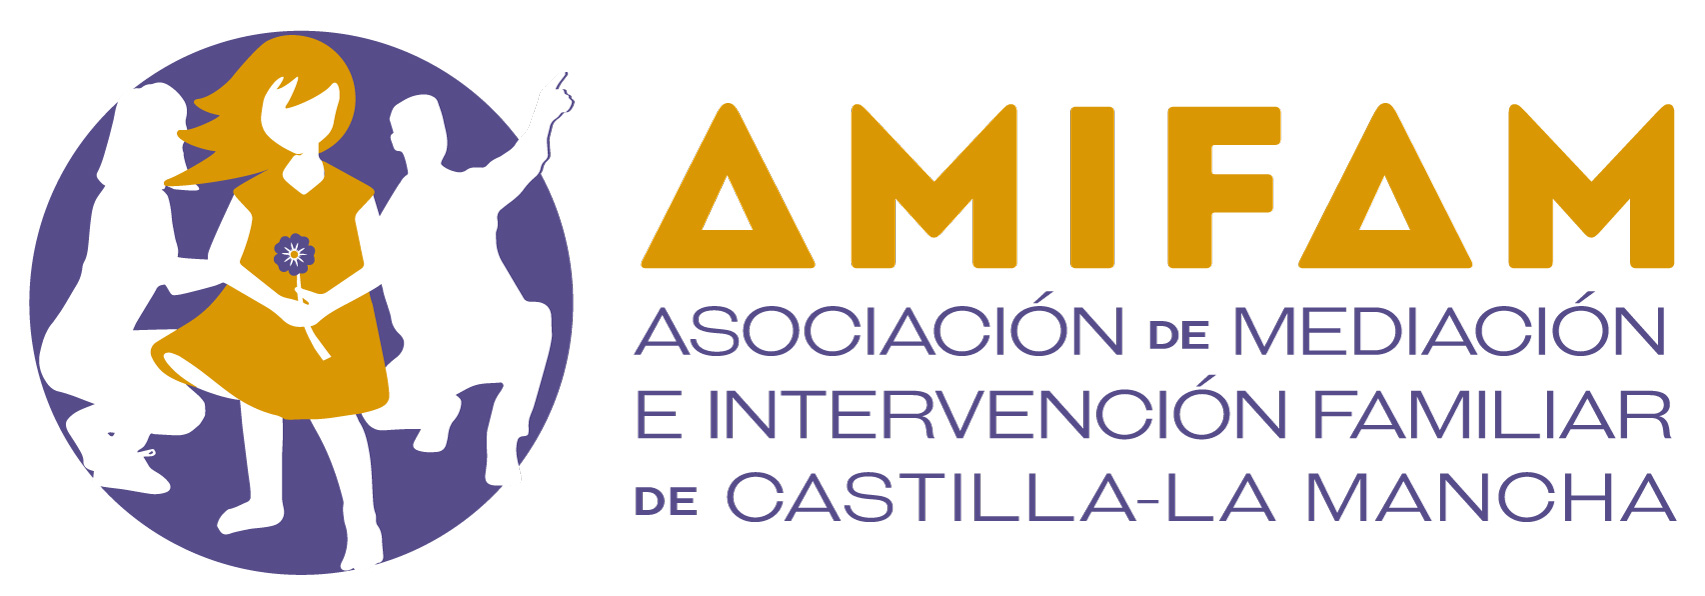 AMIFAM
ASOCIACIÓN DE MEDIACIÓN
E INTERVENCIÓN FAMILIAR
DE CASTILLA-LA MANCHA